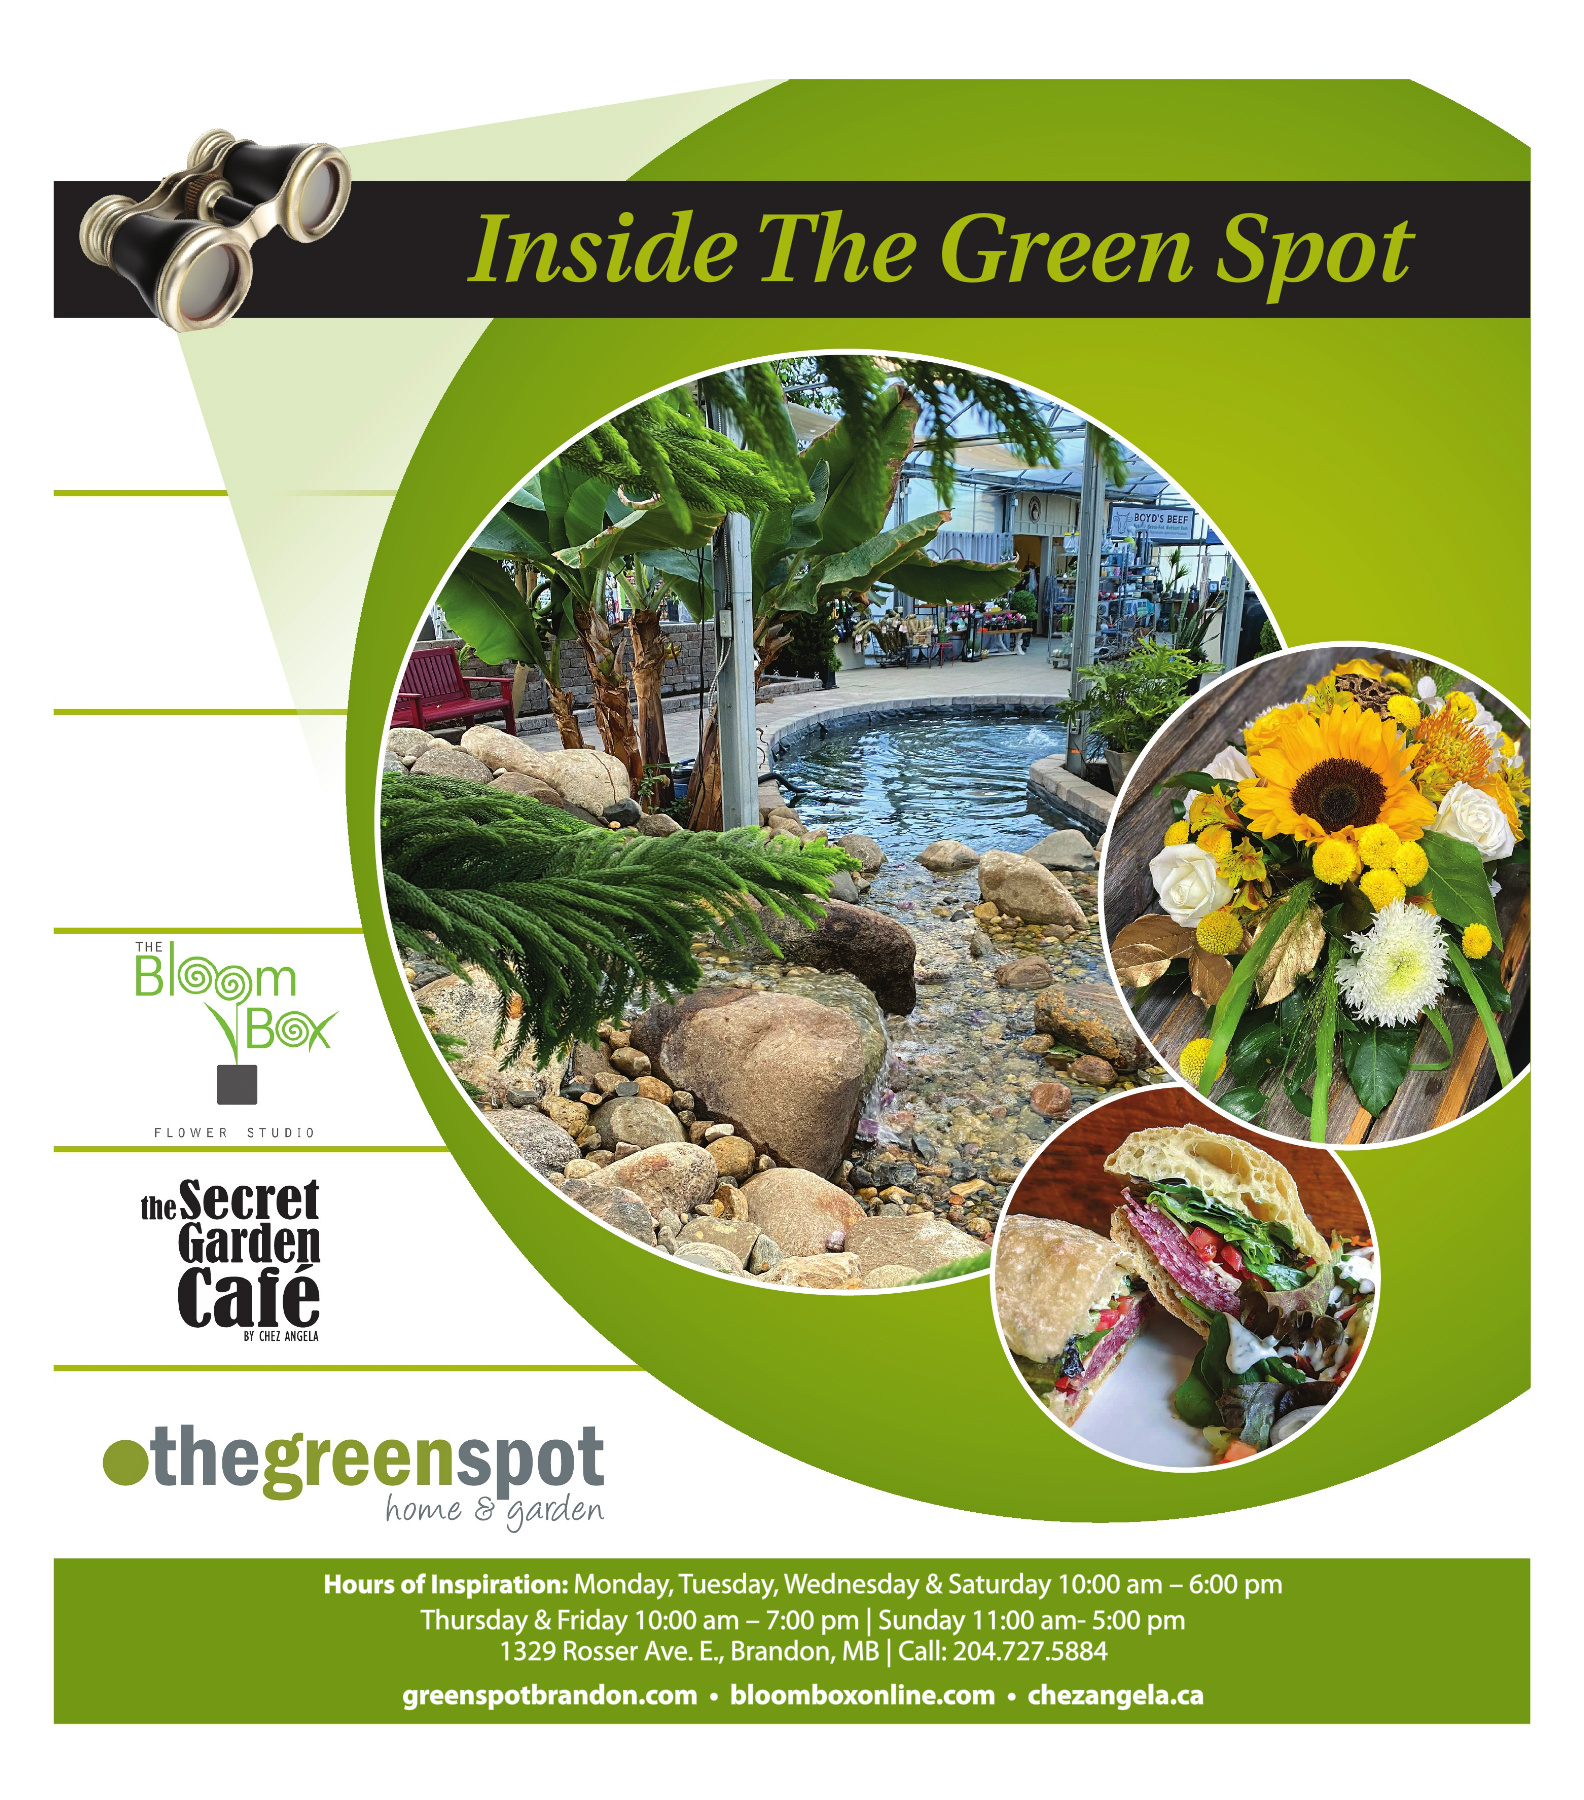 Inside The Green Spot
BOYD'S BEEF
THE
Bloom
Box
FLOWER STUDIO
the Secret
Garden
Café
BY CHEZ ANGELA
thegreenspot
home & garden
Hours of Inspiration: Monday, Tuesday, Wednesday & Saturday 10:00 am – 6:00 pm
Thursday & Friday 10:00 am – 7:00 pm | Sunday 11:00 am- 5:00 pm
1329 Rosser Ave. E., Brandon, MB | Call: 204.727.5884
greenspotbrandon.com • bloomboxonline.com • chezangela.ca